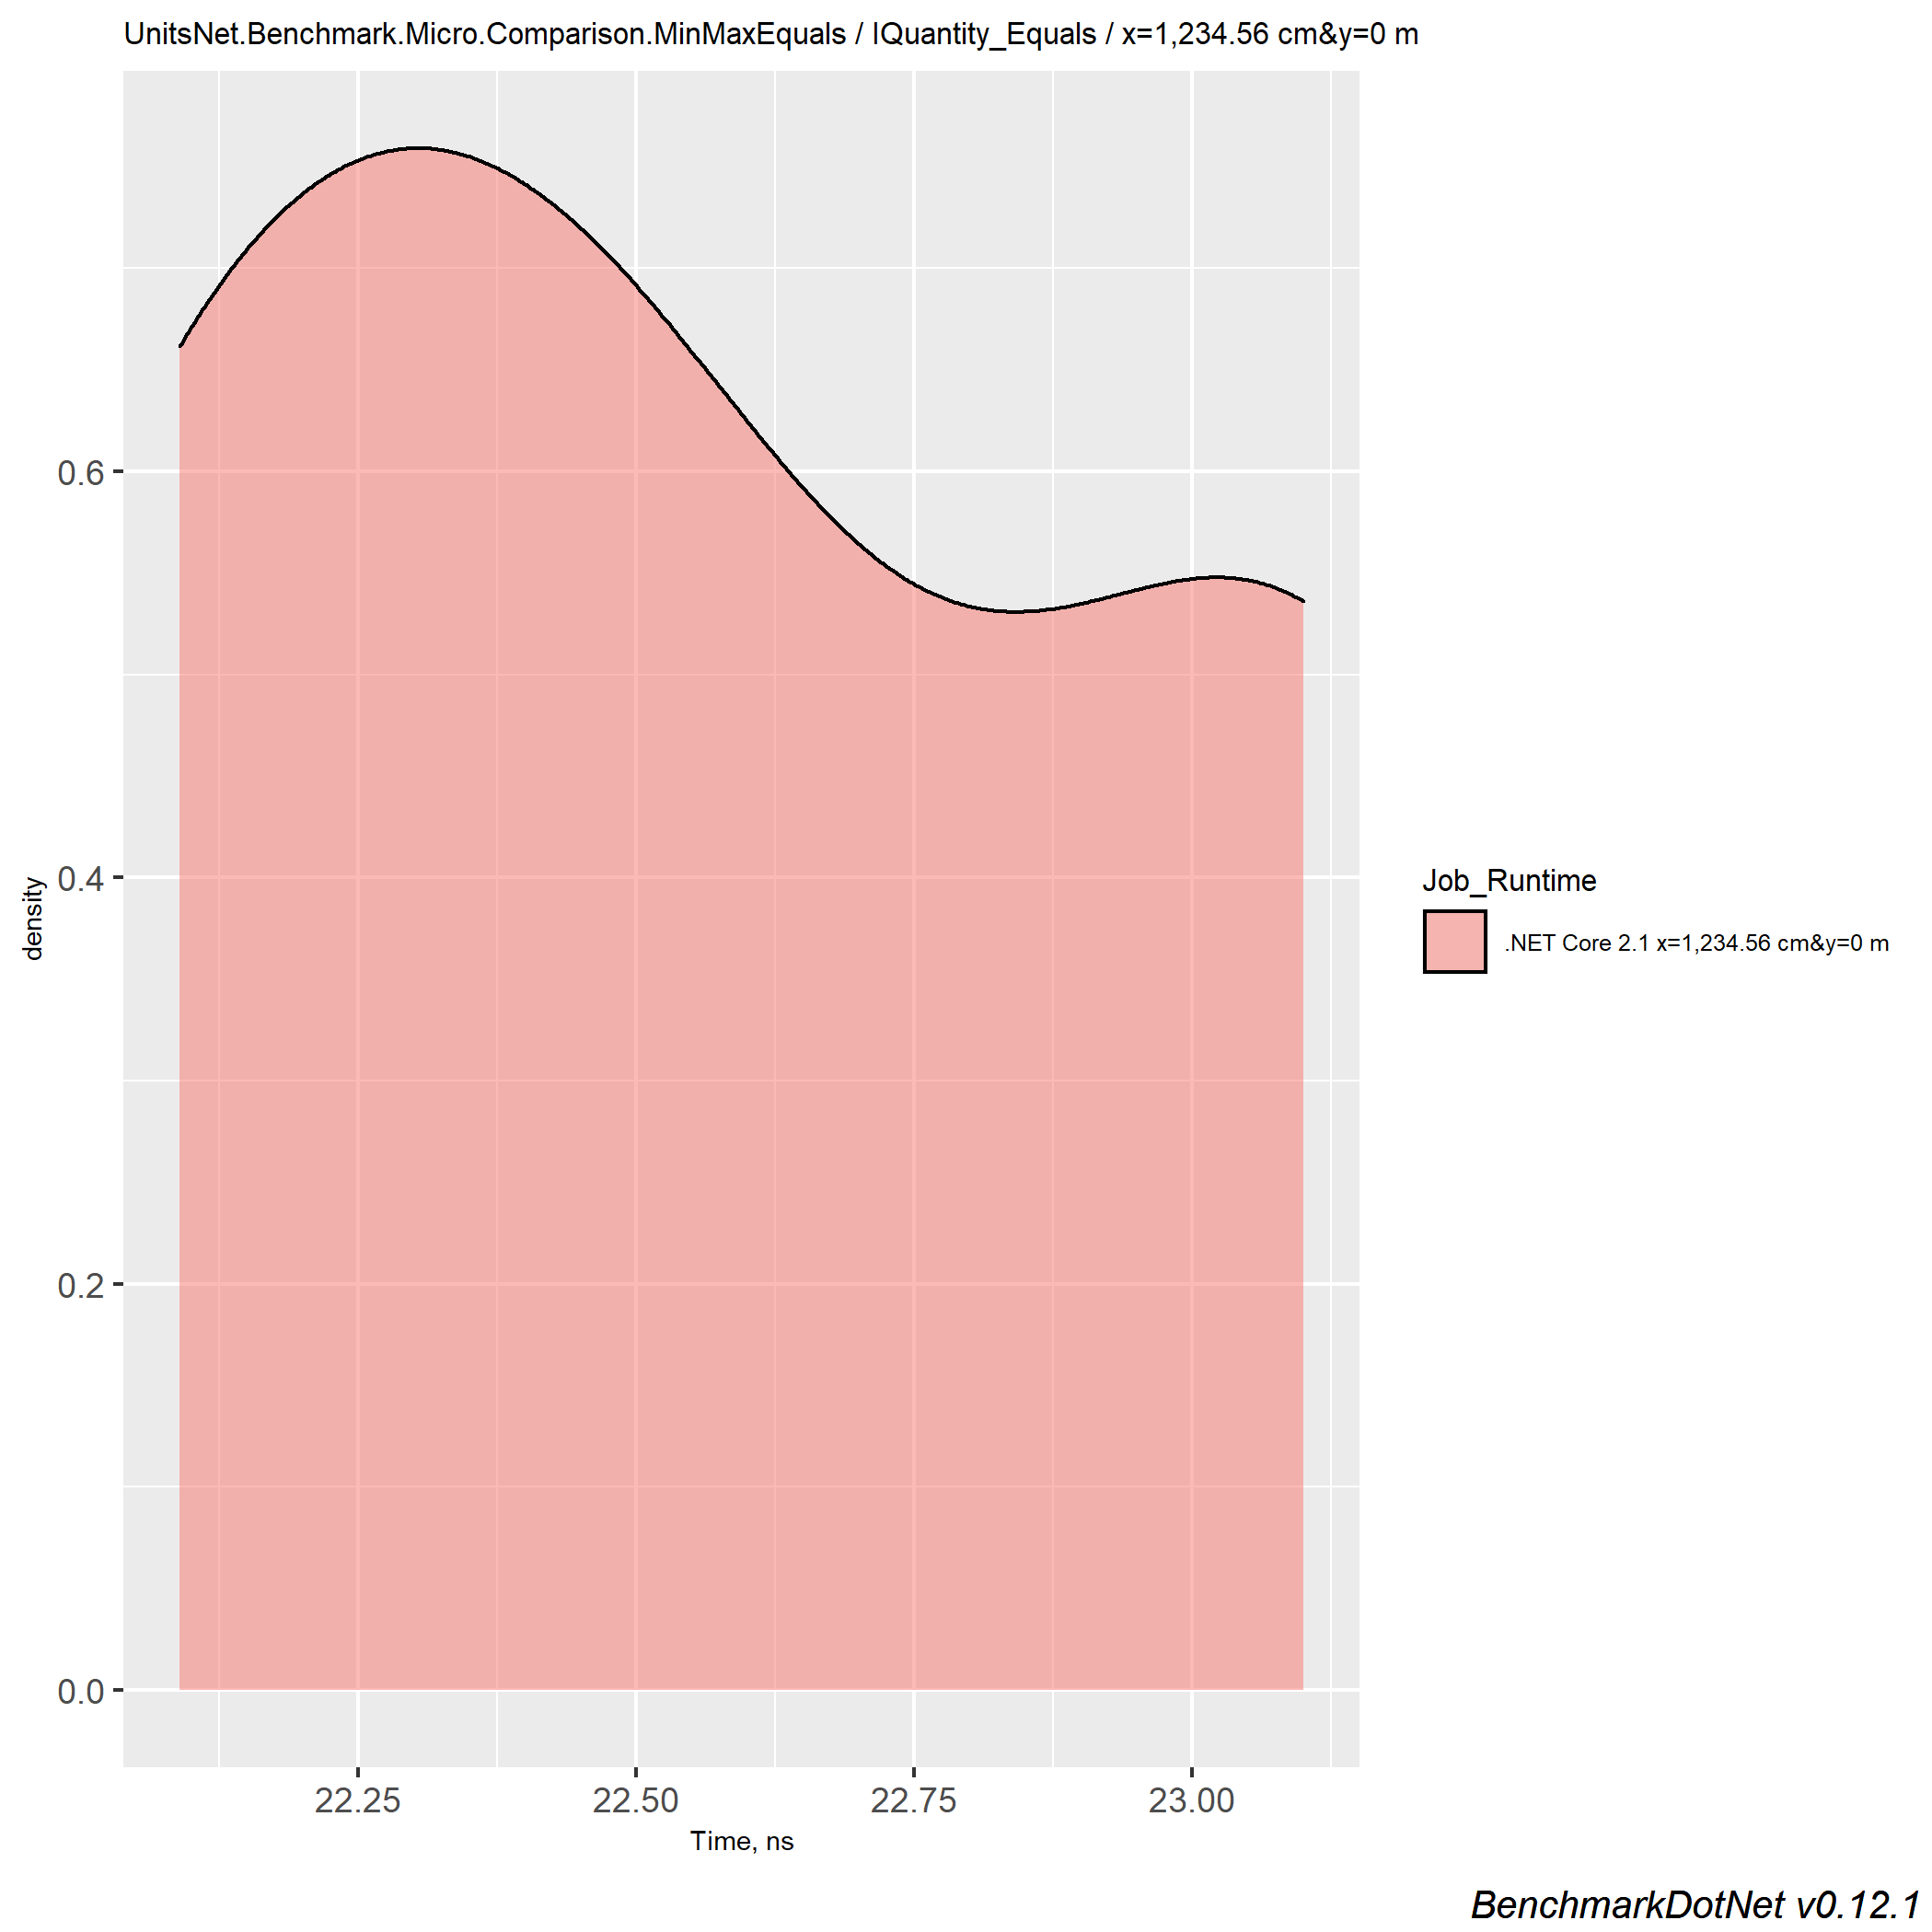 UnitsNet.Benchmark.Micro.Comparison.MinMaxEquals / IQuantity_Equals / x=1,234.56 cm&y=0 m
0.6
0.4
0.2
0.0
density
22.25 22.50 22.75 23.00
Time, ns
Job_Runtime
.NET Core 2.1 x=1,234.56 cm&y=0 m
BenchmarkDotNet v0.12.1